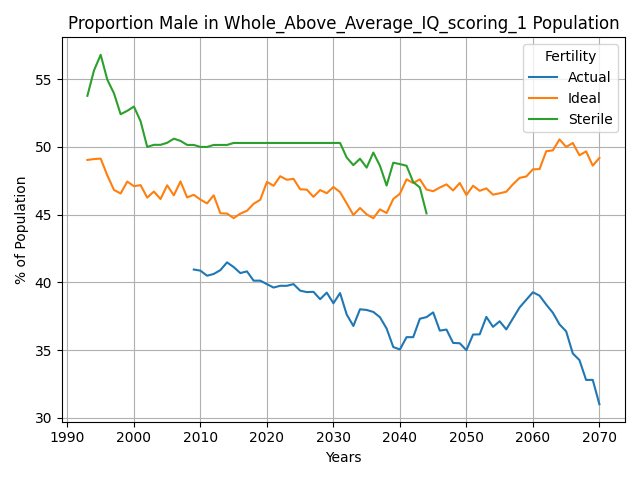 Proportion Male in Whole_Above_Average_IQ_scoring_1 Population
Fertility
Actual
Ideal
Sterile
% of Population
55
50
45
40
35
30
1990
2000
2010
2020
2030
2040
2050
2060
2070
Years